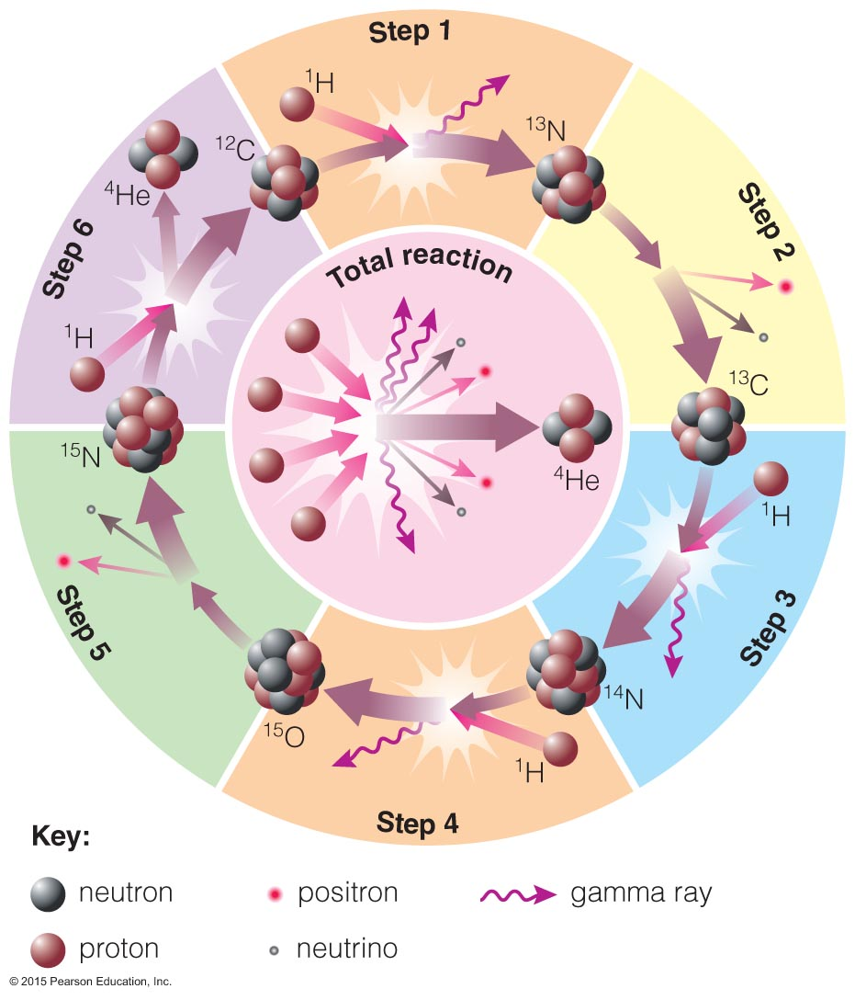 Step 1
¹H
¹²C
¹³N
⁴He
Step 6
Step 2
Total reaction
¹H
¹³C
¹⁵N
⁴He
¹H
Step 5
Step 3
¹⁴N
¹⁵O
¹H
Step 4
Key:
neutron
positron
gamma ray
proton
neutrino
© 2015 Pearson Education, Inc.